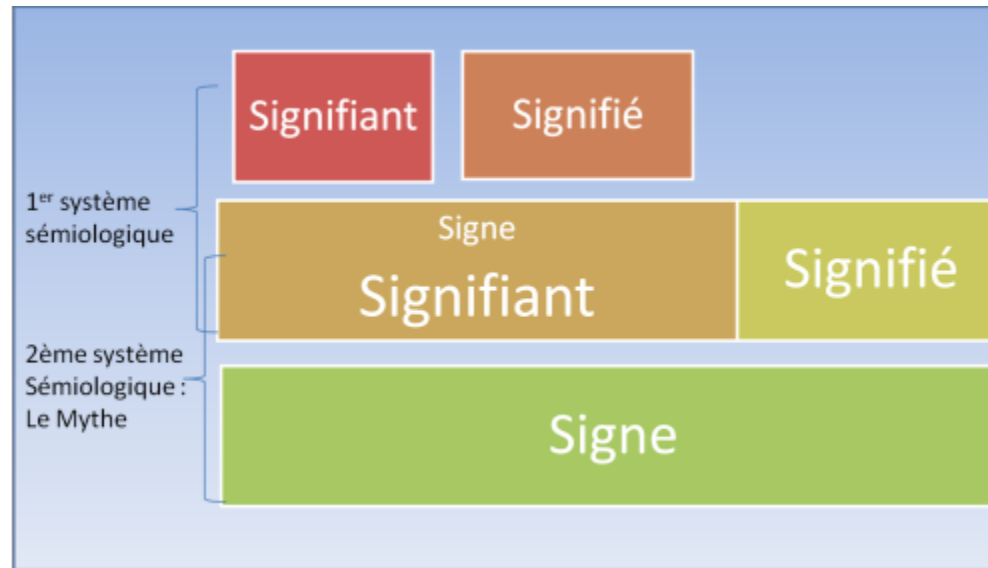 Signifiant
Signifié
1er système
sémiologique
Signe
Signifiant
Signifié
2ème système
Sémiologique :
Le Mythe
Signe